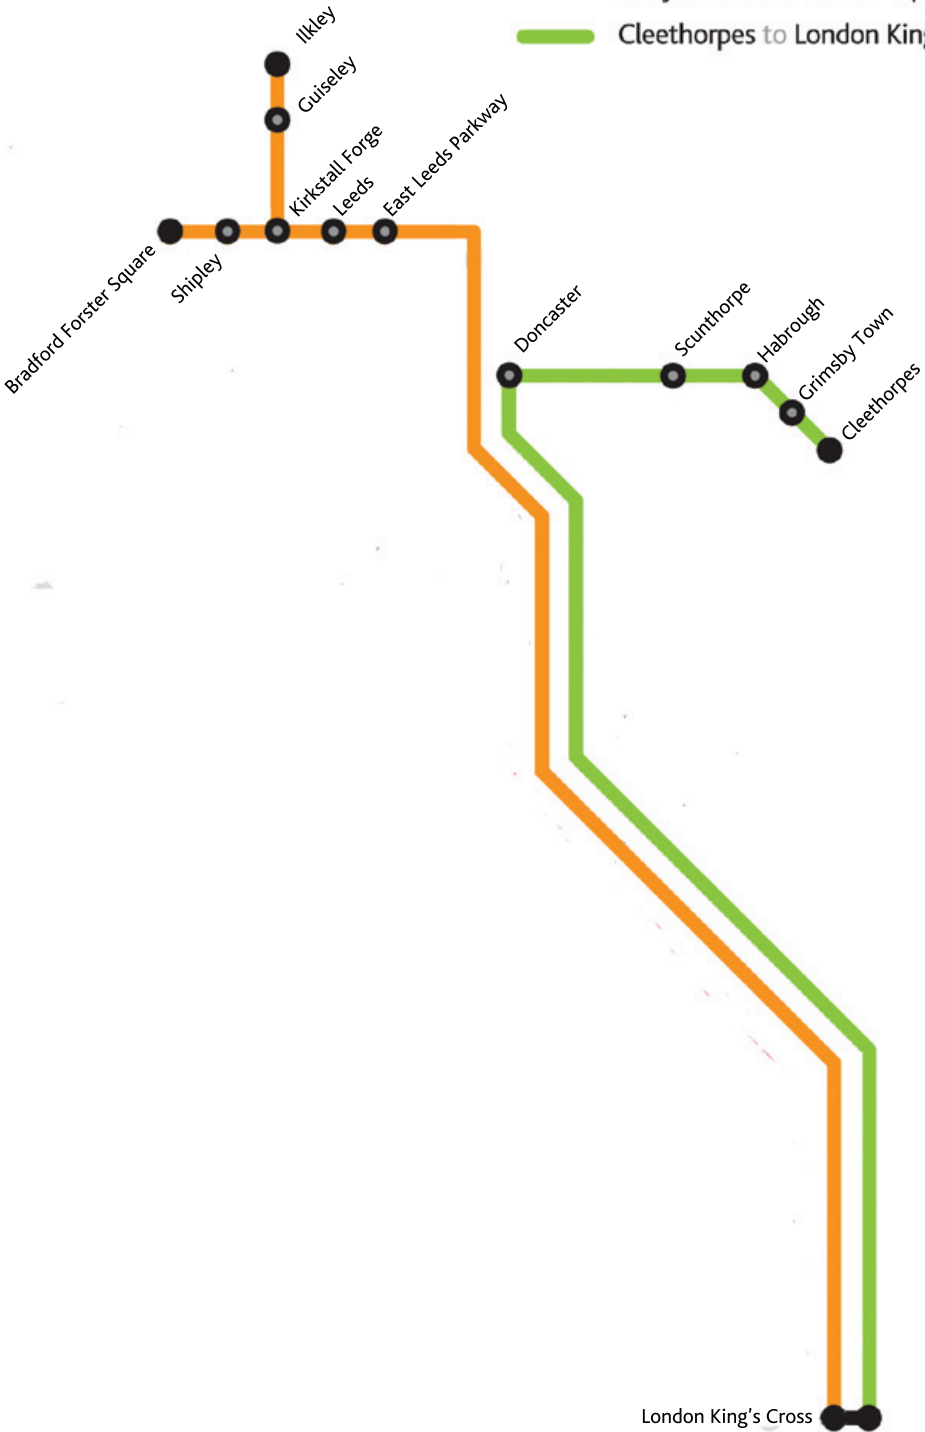 Cleethorpes to London King
Ilkley
Guiseley
Kirkstall Forge
Leeds
East Leeds Parkway
Bradford Forster Square
Shipley
Doncaster
Scunthorpe
Habrough
Grimsby Town
Cleethorpes
London King's Cross